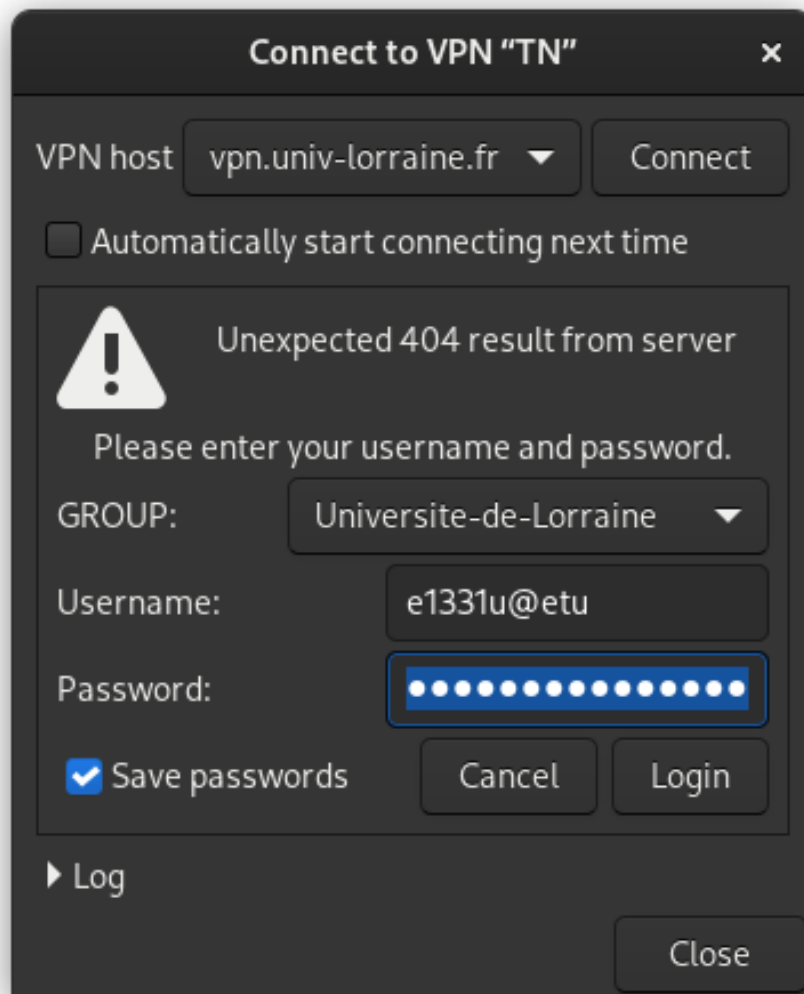 Connect to VPN “TN”
VPN host vpn.univ-lorraine.fr Connect
Automatically start connecting next time
Unexpected 404 result from server
Please enter your username and password.
GROUP: Universite-de-Lorraine
Username: e1331u@etu
Password: ●●●●●●●●●●●●●●●
Save passwords Cancel Login
Log
Close